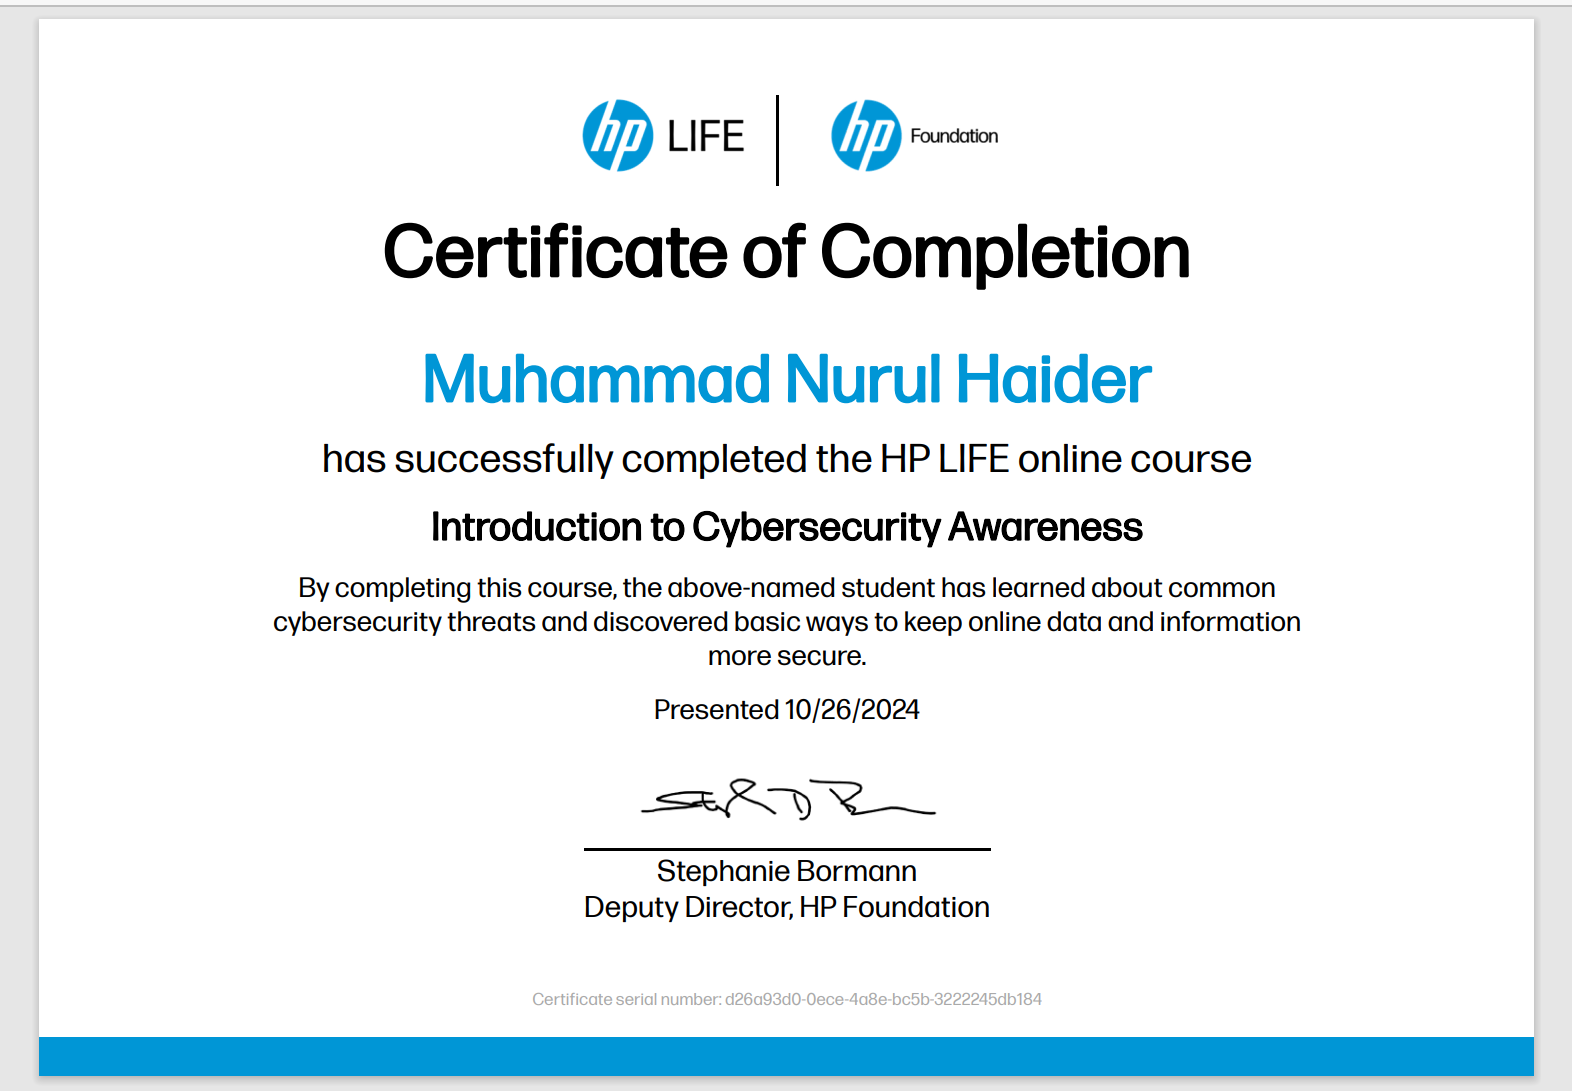 hp LIFE hp Foundation
Certificate of Completion
Muhammad Nurul Haider
has successfully completed the HP LIFE online course
Introduction to Cybersecurity Awareness
By completing this course, the above-named student has learned about common
cybersecurity threats and discovered basic ways to keep online data and information
more secure.
Presented 10/26/2024
Stephanie Bormann
Deputy Director, HP Foundation
Certificate serial number: d26a93d0-0ece-4a8e-bc5b-3222245db184